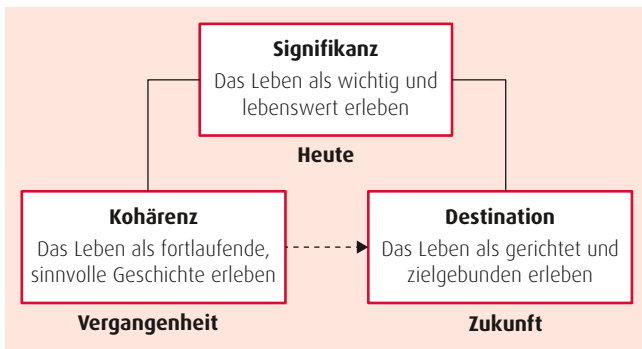 Signifikanz
Das Leben als wichtig und
lebenswert erleben
Heute
Kohärenz
Das Leben als fortlaufende,
sinnvolle Geschichte erleben
Vergangenheit
Destination
Das Leben als gerichtet und
zielgebunden erleben
Zukunft